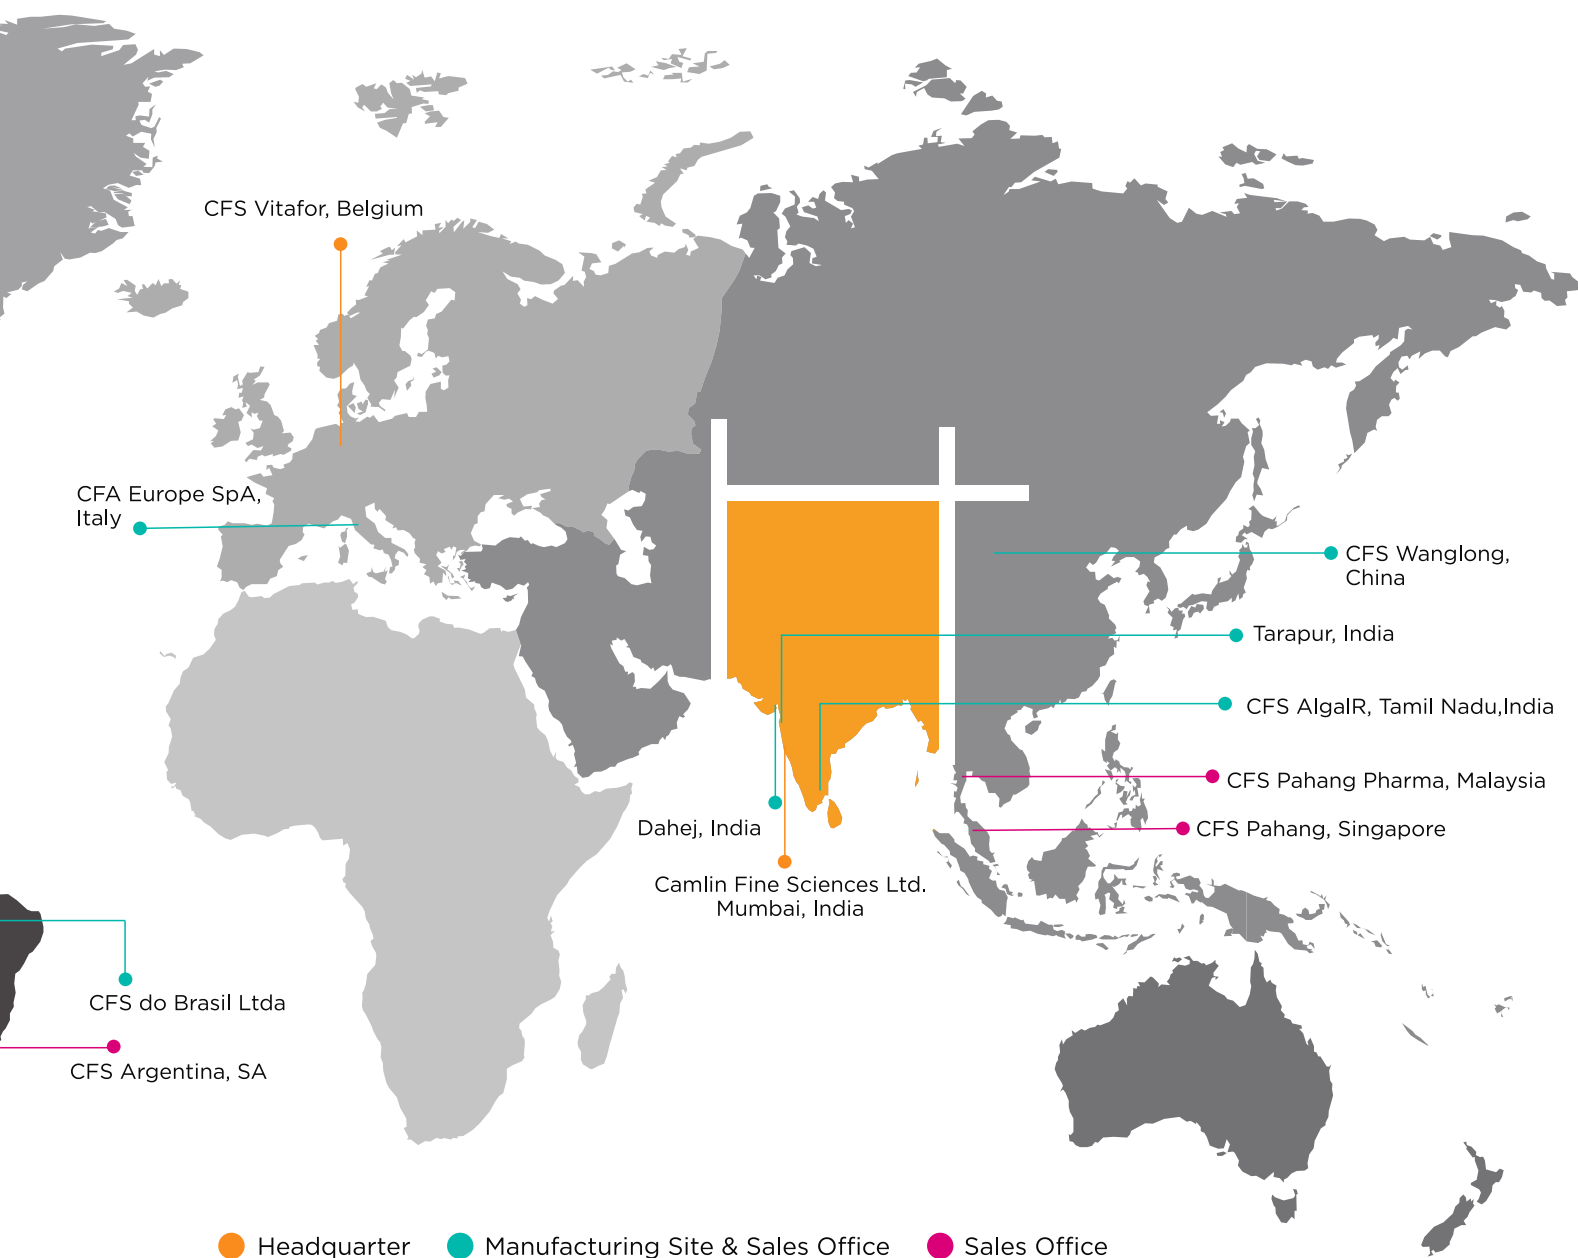 CFS Vitafor, Belgium
CFA Europe SpA,
Italy
CFS Wanglong,
China
Tarapur, India
CFS AlgalR, Tamil Nadu,India
CFS Pahang Pharma, Malaysia
Dahej, India
CFS Pahang, Singapore
Camlin Fine Sciences Ltd.
Mumbai, India
CFS do Brasil Ltda
CFS Argentina, SA
Headquarter
Manufacturing Site & Sales Office
Sales Office